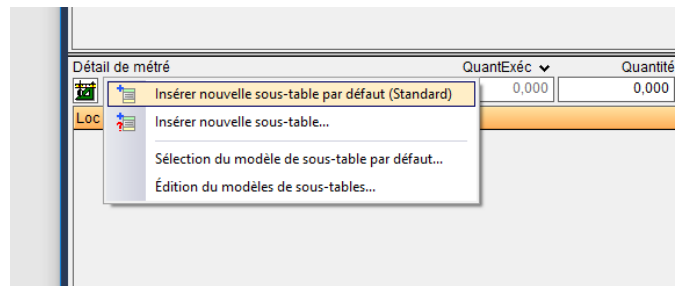 Détail de métré QuantExéc Quantité
Insérer nouvelle sous-table par défaut (Standard) 0,000 0,000
Loc Insérer nouvelle sous-table...
Sélection du modèle de sous-table par défaut...
Édition du modèles de sous-tables...